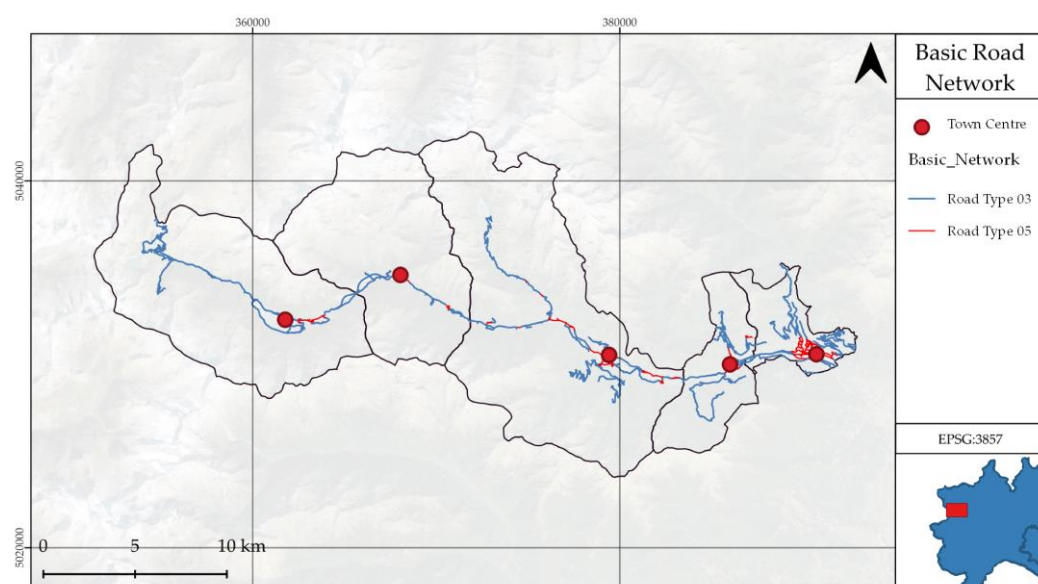 360000
380000
5040000
5020000
0
5
10 km
Basic Road
Network
Town Centre
Basic_Network
Road Type 03
Road Type 05
EPSG:3857